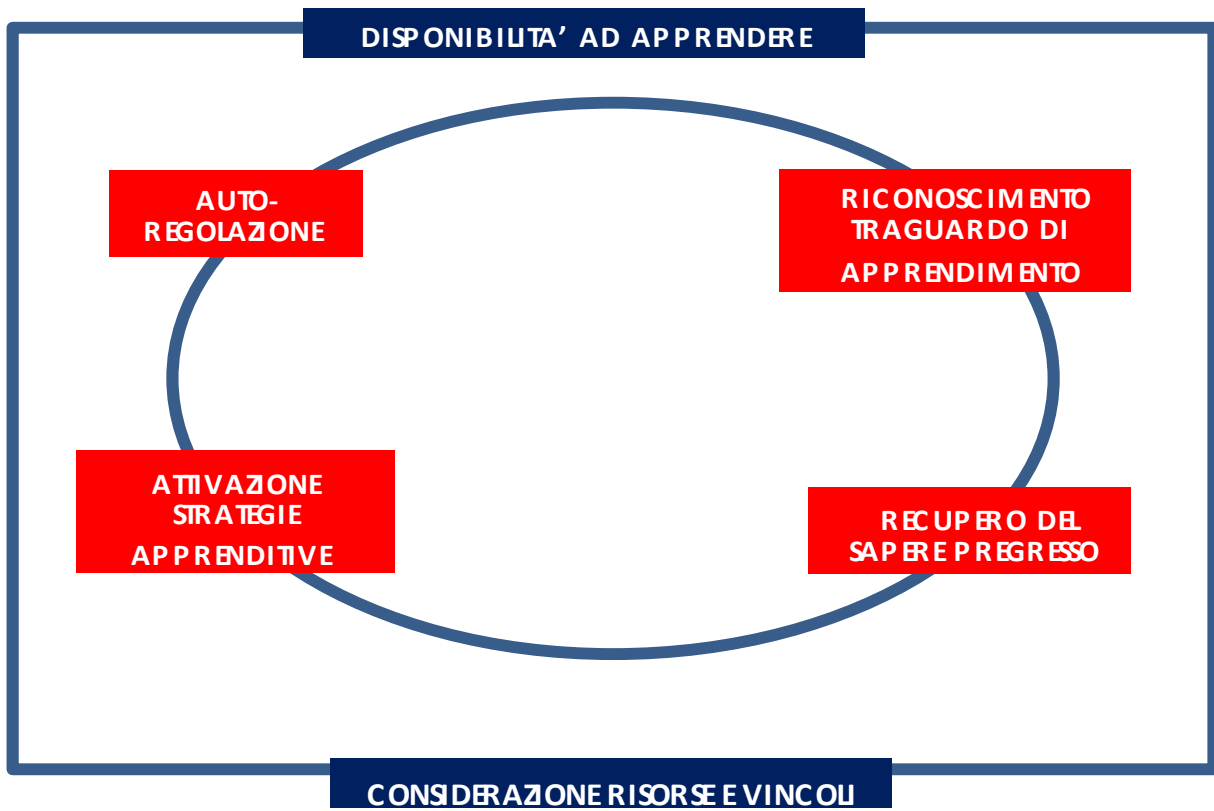 DISPONIBILITA’ AD APPRENDERE
AUTO-
REGOLAZIONE
RICONOSCIMENTO
TRAGUARDO DI
APPRENDIMENTO
ATTIVAZIONE
STRATEGIE
APPRENDITIVE
RECUPERO DEL
SAPERE PREGRESSO
CONSIDERAZIONE RISORSE E VINCOLI